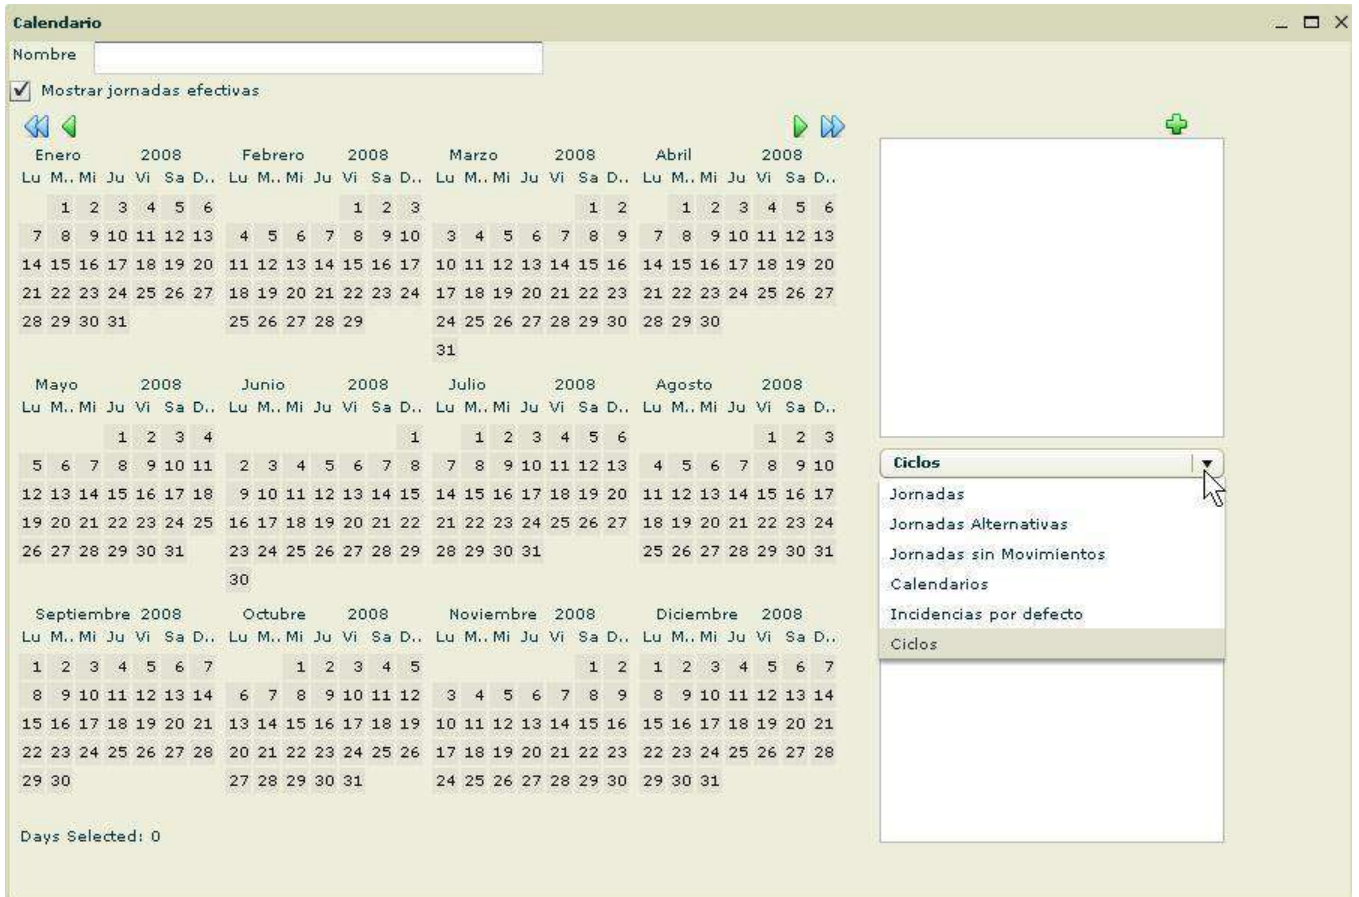 Calendario
Nombre
Mostrar jornadas efectivas
Enero 2008 Febrero 2008 Marzo 2008 Abril 2008
Lu M.. Mi Ju Vi Sa D.. Lu M.. Mi Ju Vi Sa D.. Lu M.. Mi Ju Vi Sa D.. Lu M.. Mi Ju Vi Sa D..
1 2 3 4 5 6 1 2 3 1 2 1 2 3 4 5 6
7 8 9 10 11 12 13 4 5 6 7 8 9 10 3 4 5 6 7 8 9 7 8 9 10 11 12 13
14 15 16 17 18 19 20 11 12 13 14 15 16 17 10 11 12 13 14 15 16 14 15 16 17 18 19 20
21 22 23 24 25 26 27 18 19 20 21 22 23 24 17 18 19 20 21 22 23 21 22 23 24 25 26 27
28 29 30 31 25 26 27 28 29 24 25 26 27 28 29 30 28 29 30
31
Mayo 2008 Junio 2008 Julio 2008 Agosto 2008
Lu M.. Mi Ju Vi Sa D.. Lu M.. Mi Ju Vi Sa D.. Lu M.. Mi Ju Vi Sa D.. Lu M.. Mi Ju Vi Sa D..
1 2 3 4 1 1 2 3 4 5 6 1 2 3
5 6 7 8 9 10 11 2 3 4 5 6 7 8 7 8 9 10 11 12 13 4 5 6 7 8 9 10
12 13 14 15 16 17 18 9 10 11 12 13 14 15 14 15 16 17 18 19 20 11 12 13 14 15 16 17
19 20 21 22 23 24 25 16 17 18 19 20 21 22 21 22 23 24 25 26 27 18 19 20 21 22 23 24
26 27 28 29 30 31 23 24 25 26 27 28 29 28 29 30 31 25 26 27 28 29 30 31
30
Septiembre 2008 Octubre 2008 Noviembre 2008 Diciembre 2008
Lu M.. Mi Ju Vi Sa D.. Lu M.. Mi Ju Vi Sa D.. Lu M.. Mi Ju Vi Sa D.. Lu M.. Mi Ju Vi Sa D..
1 2 3 4 5 6 7 1 2 3 4 5 1 2 1 2 3 4 5 6 7
8 9 10 11 12 13 14 6 7 8 9 10 11 12 3 4 5 6 7 8 9 8 9 10 11 12 13 14
15 16 17 18 19 20 21 13 14 15 16 17 18 19 10 11 12 13 14 15 16 15 16 17 18 19 20 21
22 23 24 25 26 27 28 20 21 22 23 24 25 26 17 18 19 20 21 22 23 22 23 24 25 26 27 28
29 30 27 28 29 30 31 24 25 26 27 28 29 30 29 30 31
Days Selected: 0
Ciclos
Jornadas
Jornadas Alternativas
Jornadas sin Movimientos
Calendarios
Incidencias por defecto
Ciclos